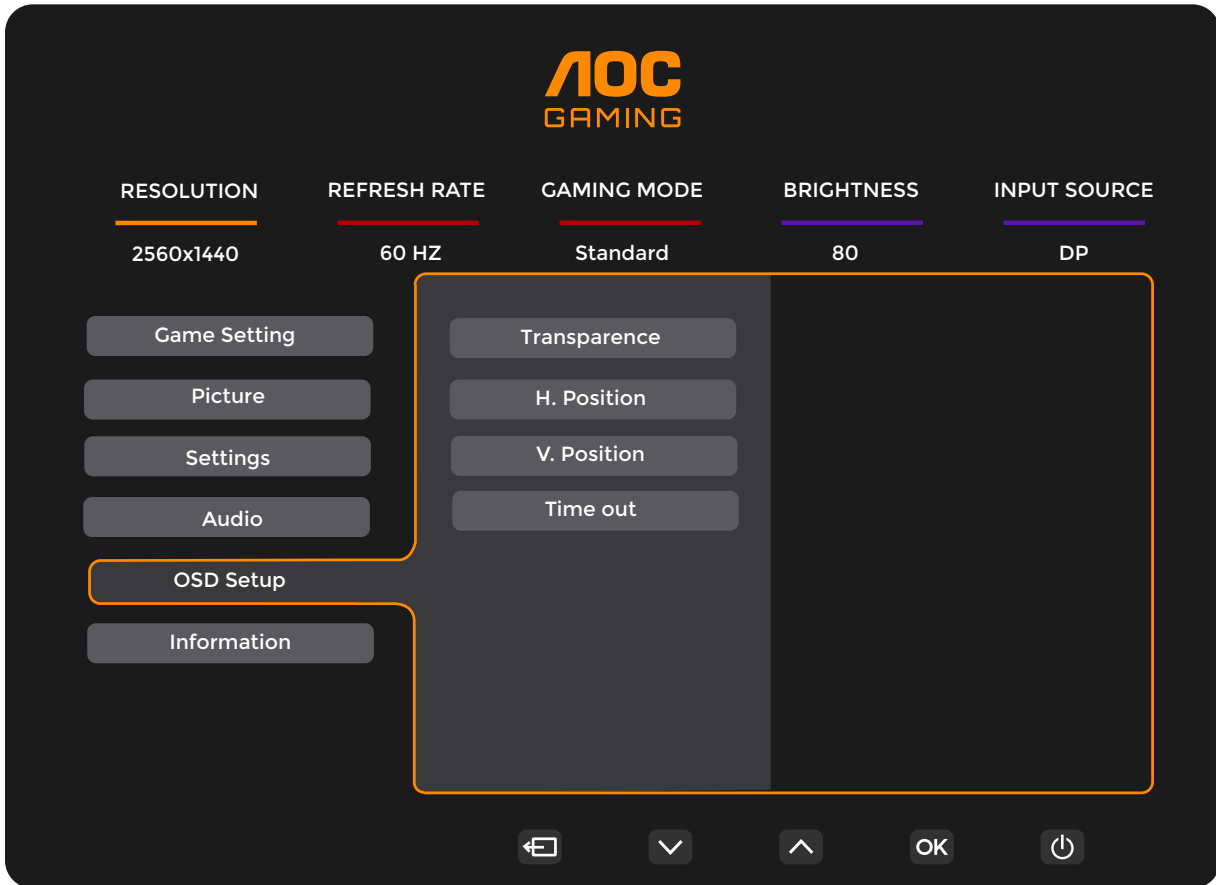 AOC
GAMING
RESOLUTION REFRESH RATE GAMING MODE BRIGHTNESS INPUT SOURCE
2560x1440 60 HZ Standard 80 DP
Game Setting
Picture
Settings
Audio
OSD Setup
Information
Transparence
H. Position
V. Position
Time out
OK